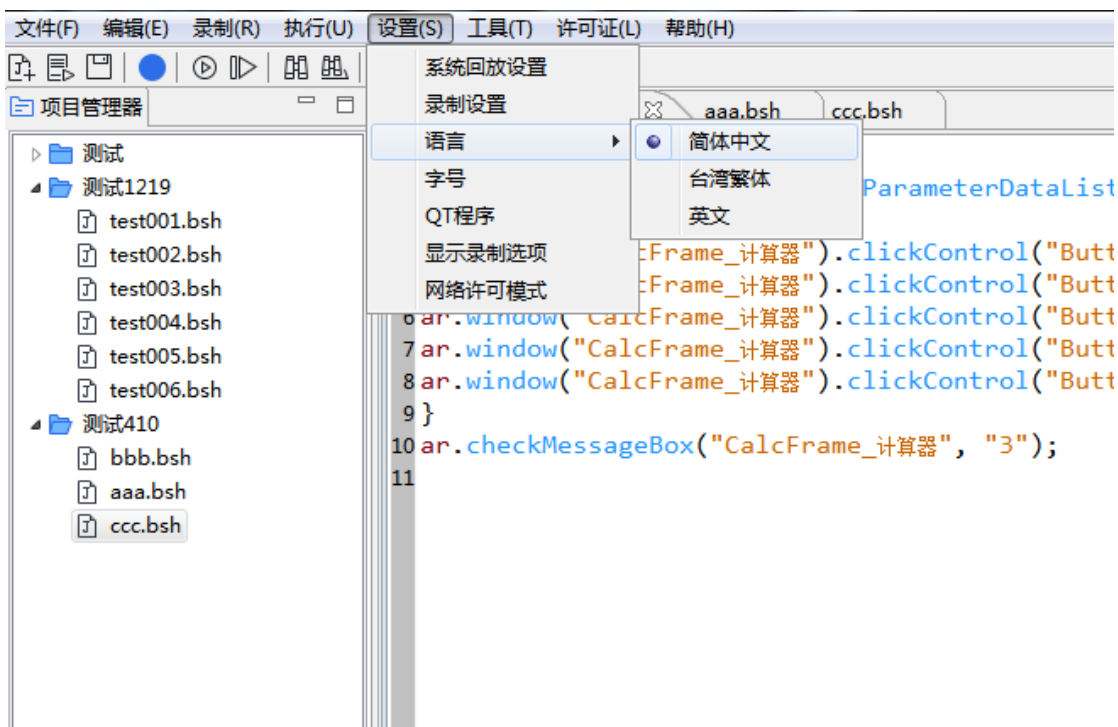 文件(F) 编辑(E) 录制(R) 执行(U) 设置(S) 工具(T) 许可证(L) 帮助(H)
项目管理器
测试
测试1219
test001.bsh
test002.bsh
test003.bsh
test004.bsh
test005.bsh
test006.bsh
测试410
bbb.bsh
aaa.bsh
ccc.bsh
系统回放设置
录制设置
语言
字号
QT程序
显示录制选项
网络许可模式
简体中文
台湾繁体
英文
aaa.bsh ccc.bsh
ParameterDataList
Frame_计算器").clickControl("Butt
Frame_计算器").clickControl("Butt
6 ar.window("CalcFrame_计算器").clickControl("Butt
7 ar.window("CalcFrame_计算器").clickControl("Butt
8 ar.window("CalcFrame_计算器").clickControl("Butt
9 }
10 ar.checkMessageBox("CalcFrame_计算器", "3");
11